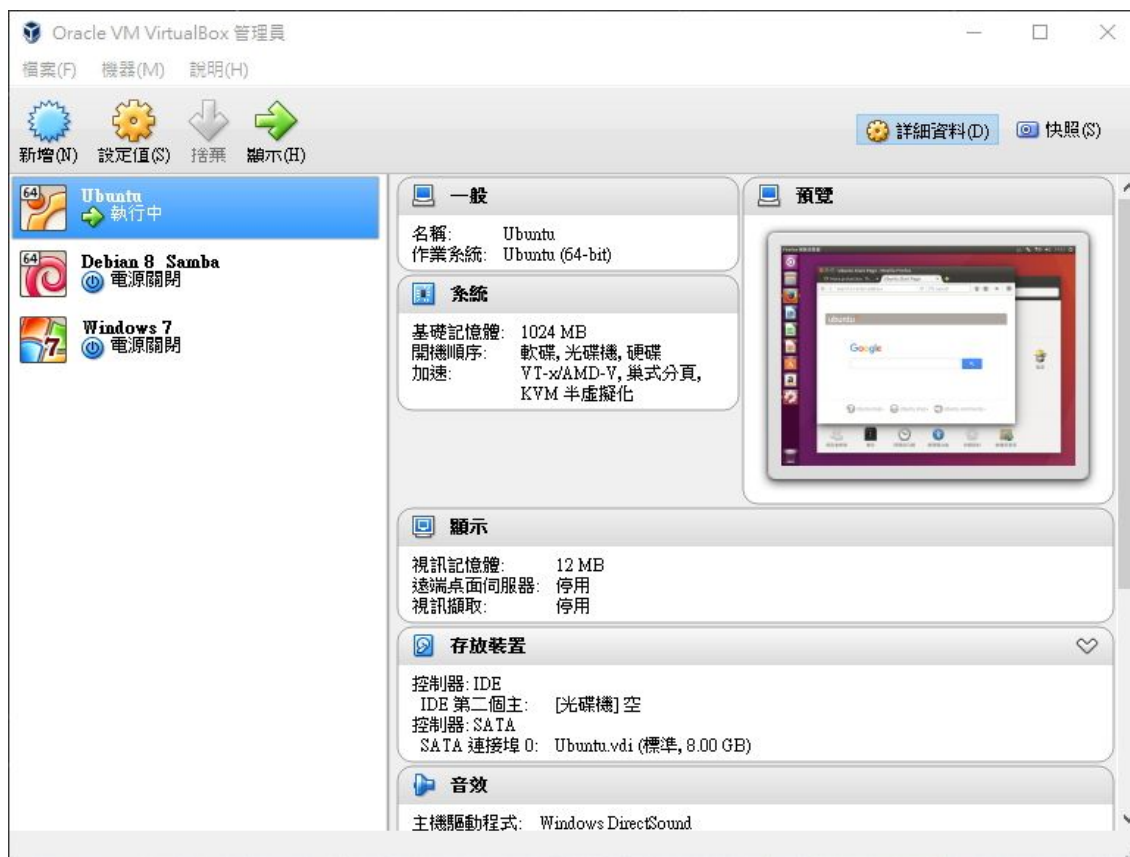 Oracle VM VirtualBox 管理員
檔案(F) 機器(M) 說明(H)
新增(N) 設定值(S) 捨棄 顯示(H)
詳細資料(D) 快照(S)
64 Ubuntu
執行中
64 Debian 8 Samba
電源關閉
7 Windows 7
電源關閉
一般
名稱: Ubuntu
作業系統: Ubuntu (64-bit)
系統
基礎記憶體: 1024 MB
開機順序: 軟碟, 光碟機, 硬碟
加速: VT-x/AMD-V, 巢式分頁,
KVM 半虛擬化
預覽
ubuntu
Google
顯示
視訊記憶體: 12 MB
遠端桌面伺服器: 停用
視訊擷取: 停用
存放裝置
控制器: IDE
IDE 第二個主: [光碟機] 空
控制器: SATA
SATA 連接埠 0: Ubuntu.vdi (標準, 8.00 GB)
音效
主機驅動程式: Windows DirectSound